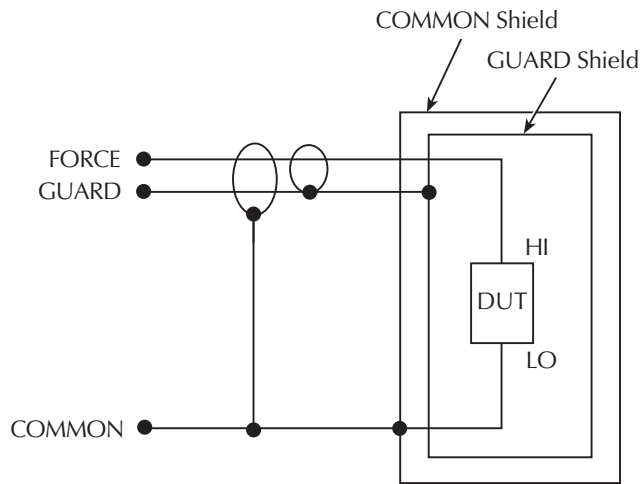 COMMON Shield
GUARD Shield
FORCE
GUARD
HI
DUT
LO
COMMON